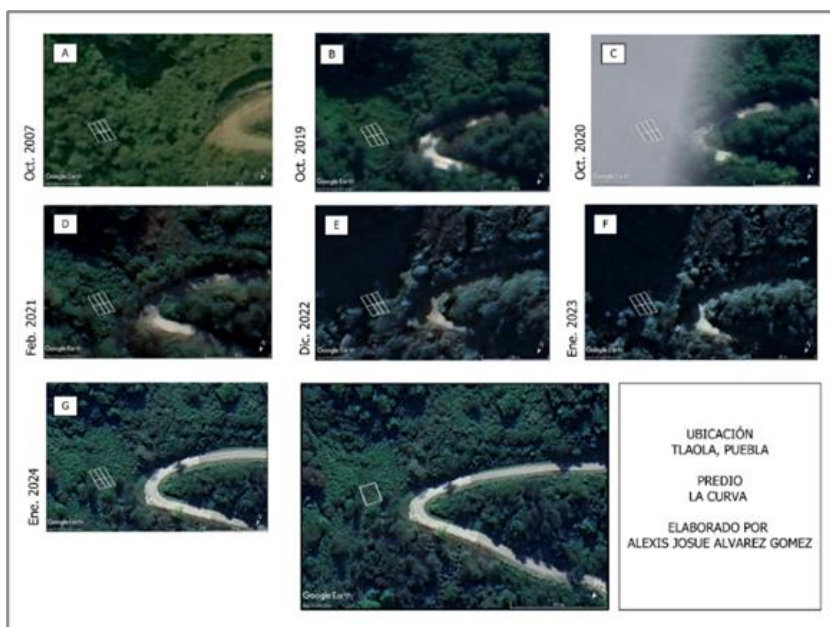 A
Oct. 2007
Google Earth
B
Oct. 2019
Google Earth
C
Oct. 2020
Google Earth
D
Feb. 2021
Google Earth
E
Dic. 2022
Google Earth
F
Ene. 2023
Google Earth
G
Ene. 2024
Google Earth
Google Earth
UBICACIÓN
TLAOLA, PUEBLA
PREDIO
LA CURVA
ELABORADO POR
ALEXIS JOSUE ALVAREZ GOMEZ